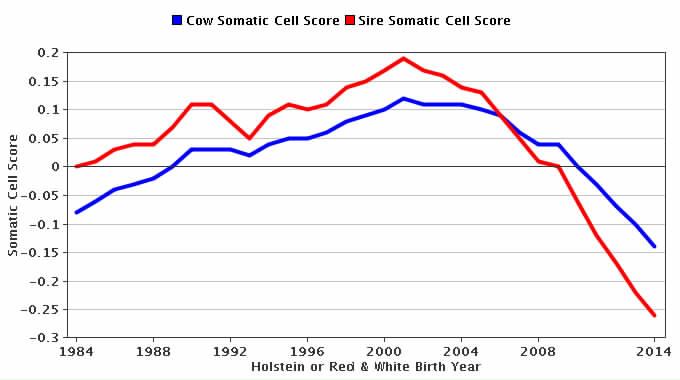 Cow Somatic Cell Score Sire Somatic Cell Score
0.2
0.15
0.1
0.05
0
-0.05
-0.1
-0.15
-0.2
-0.25
-0.3
Somatic Cell Score
1984 1988 1992 1996 2000 2004 2008 2014
Holstein or Red & White Birth Year